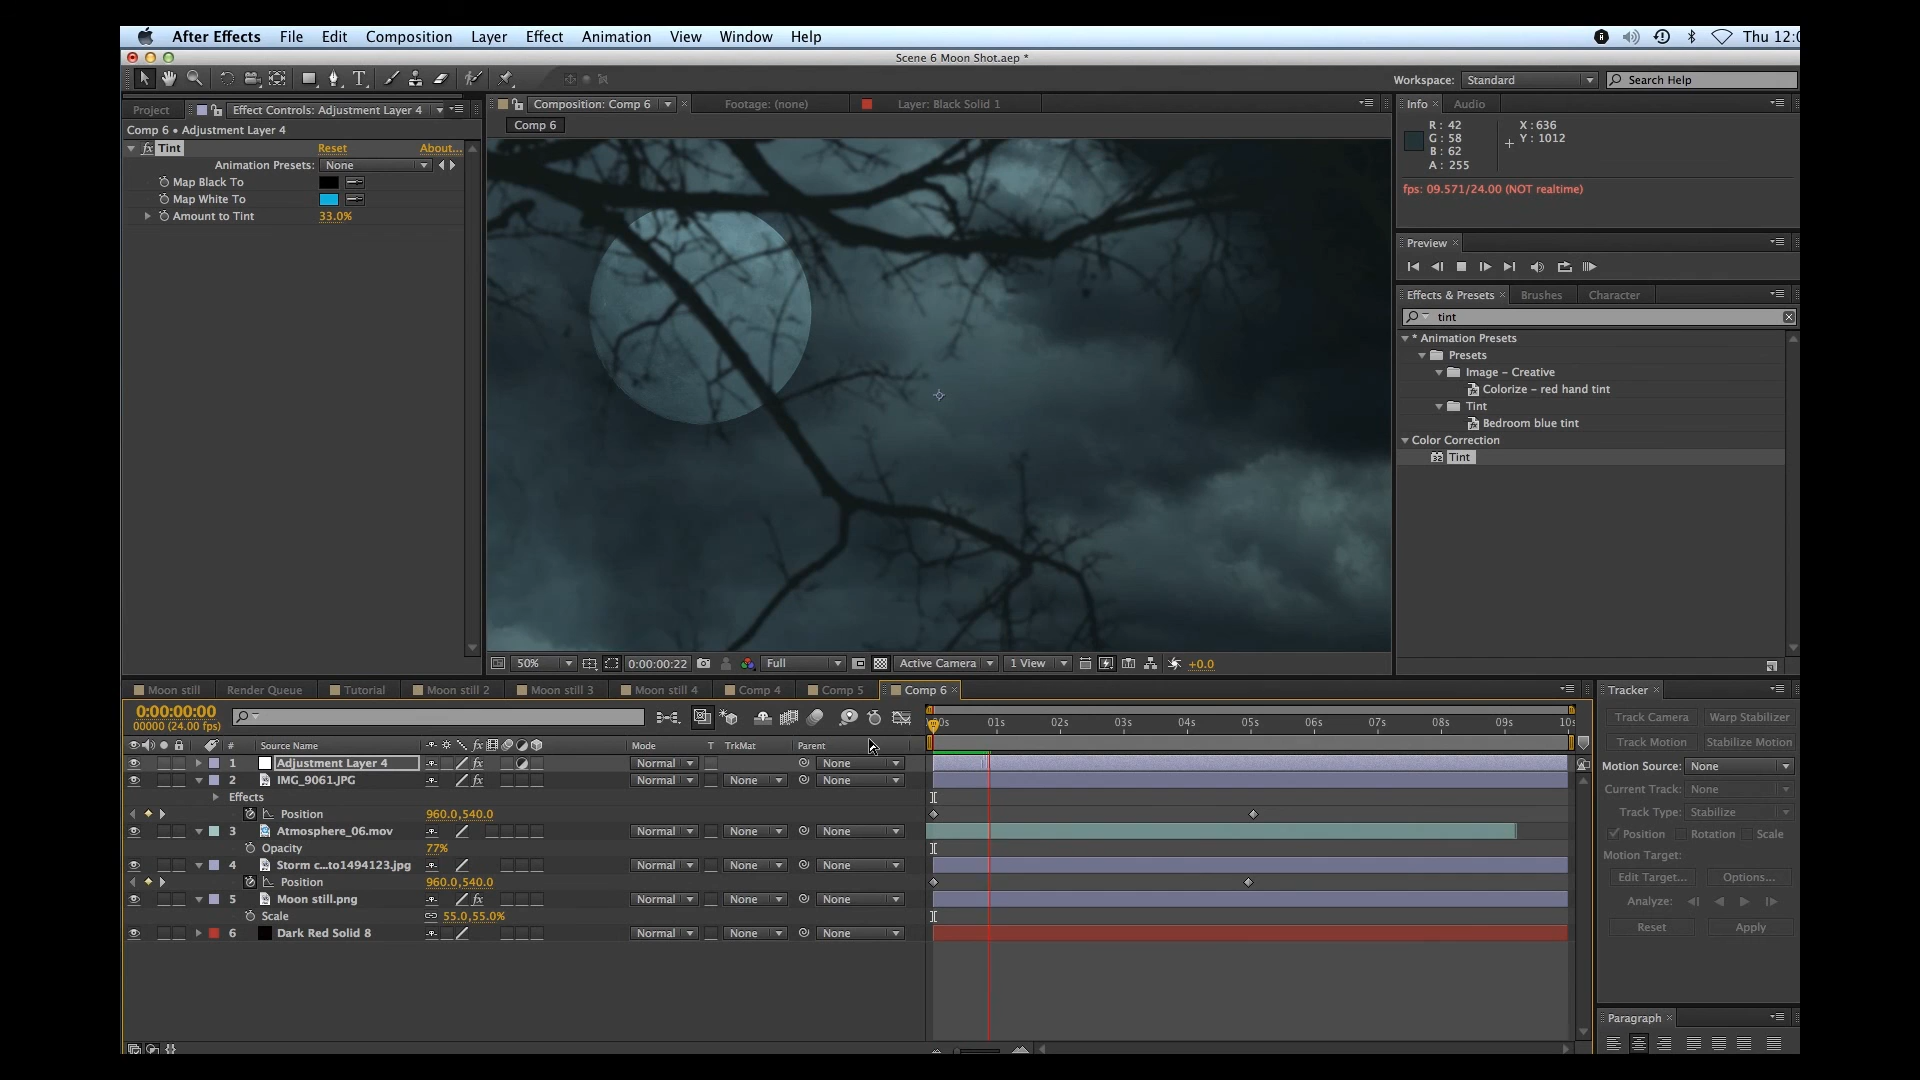 After Effects File Edit Composition Layer Effect Animation View Window Help Thu 12:0
Scene 6 Moon Shot.aep *
T Workspace: Standard Search Help
Project Effect Controls: Adjustment Layer 4
Comp 6 • Adjustment Layer 4
fx Tint Reset About...
Animation Presets: None
Map Black To
Map White To
Amount to Tint 33.0%
Composition: Comp 6 Footage: (none) Layer: Black Solid 1
Comp 6
50% 0:00:00:22 Full Active Camera 1 View +0.0
Info Audio
R: 42 X: 636
G: 58 Y: 1012
B: 62
A: 255
fps: 09.571/24.00 (NOT realtime)
Preview
Effects & Presets Brushes Character
tint
* Animation Presets
Presets
Image - Creative
Colorize - red hand tint
Tint
Bedroom blue tint
Color Correction
32 Tint
Moon still Render Queue Tutorial Moon still 2 Moon still 3 Moon still 4 Comp 4 Comp 5 Comp 6
0:00:00:00
00000 (24.00 fps)
01s 02s 03s 04s 05s 06s 07s 08s 09s 10s
# Source Name fx Mode T TrkMat Parent
1 Adjustment Layer 4 fx Normal None
2 IMG_9061.JPG fx Normal None None
Effects
Position 960.0,540.0
3 Atmosphere_06.mov Normal None None
Opacity 77%
4 Storm c...to1494123.jpg Normal None None
Position 960.0,540.0
5 Moon still.png fx Normal None None
Scale 55.0,55.0%
6 Dark Red Solid 8 Normal None None
Tracker
Track Camera Warp Stabilizer
Track Motion Stabilize Motion
Motion Source: None
Current Track: None
Track Type: Stabilize
Position Rotation Scale
Motion Target:
Edit Target... Options...
Analyze:
Reset Apply
Paragraph